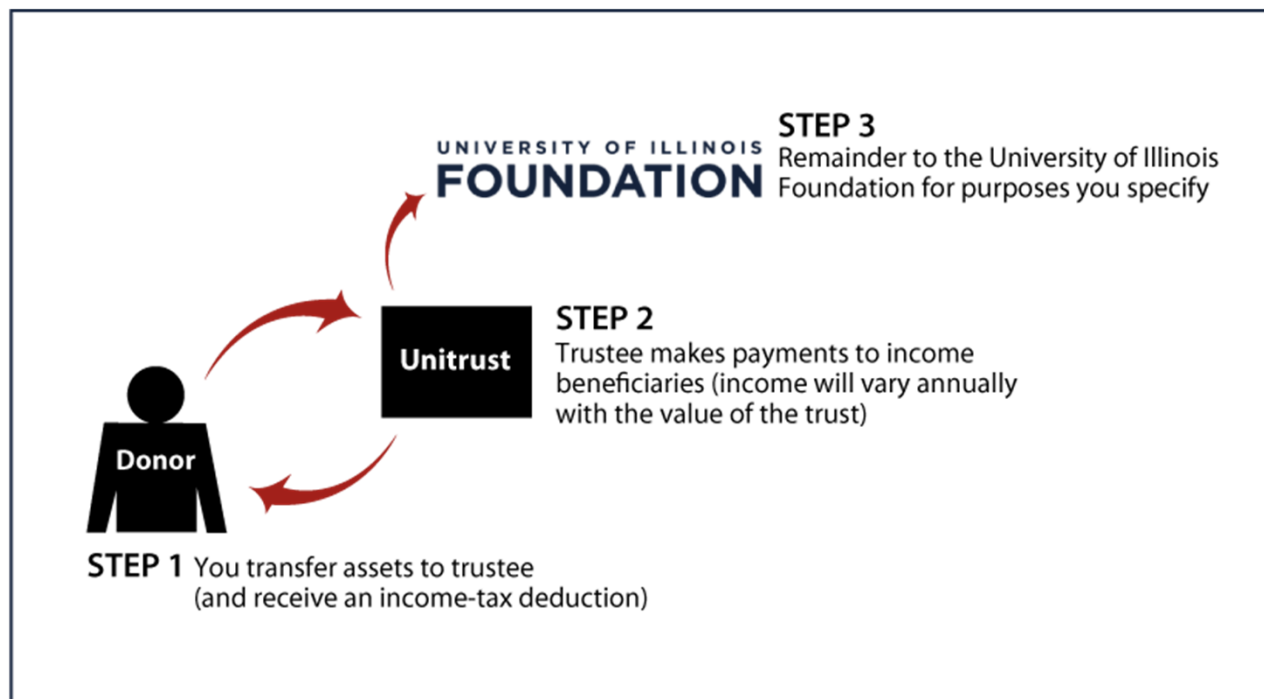 UNIVERSITY OF ILLINOIS
FOUNDATION
STEP 3
Remainder to the University of Illinois
Foundation for purposes you specify
Unitrust
STEP 2
Trustee makes payments to income
beneficiaries (income will vary annually
with the value of the trust)
Donor
STEP 1 You transfer assets to trustee
(and receive an income-tax deduction)